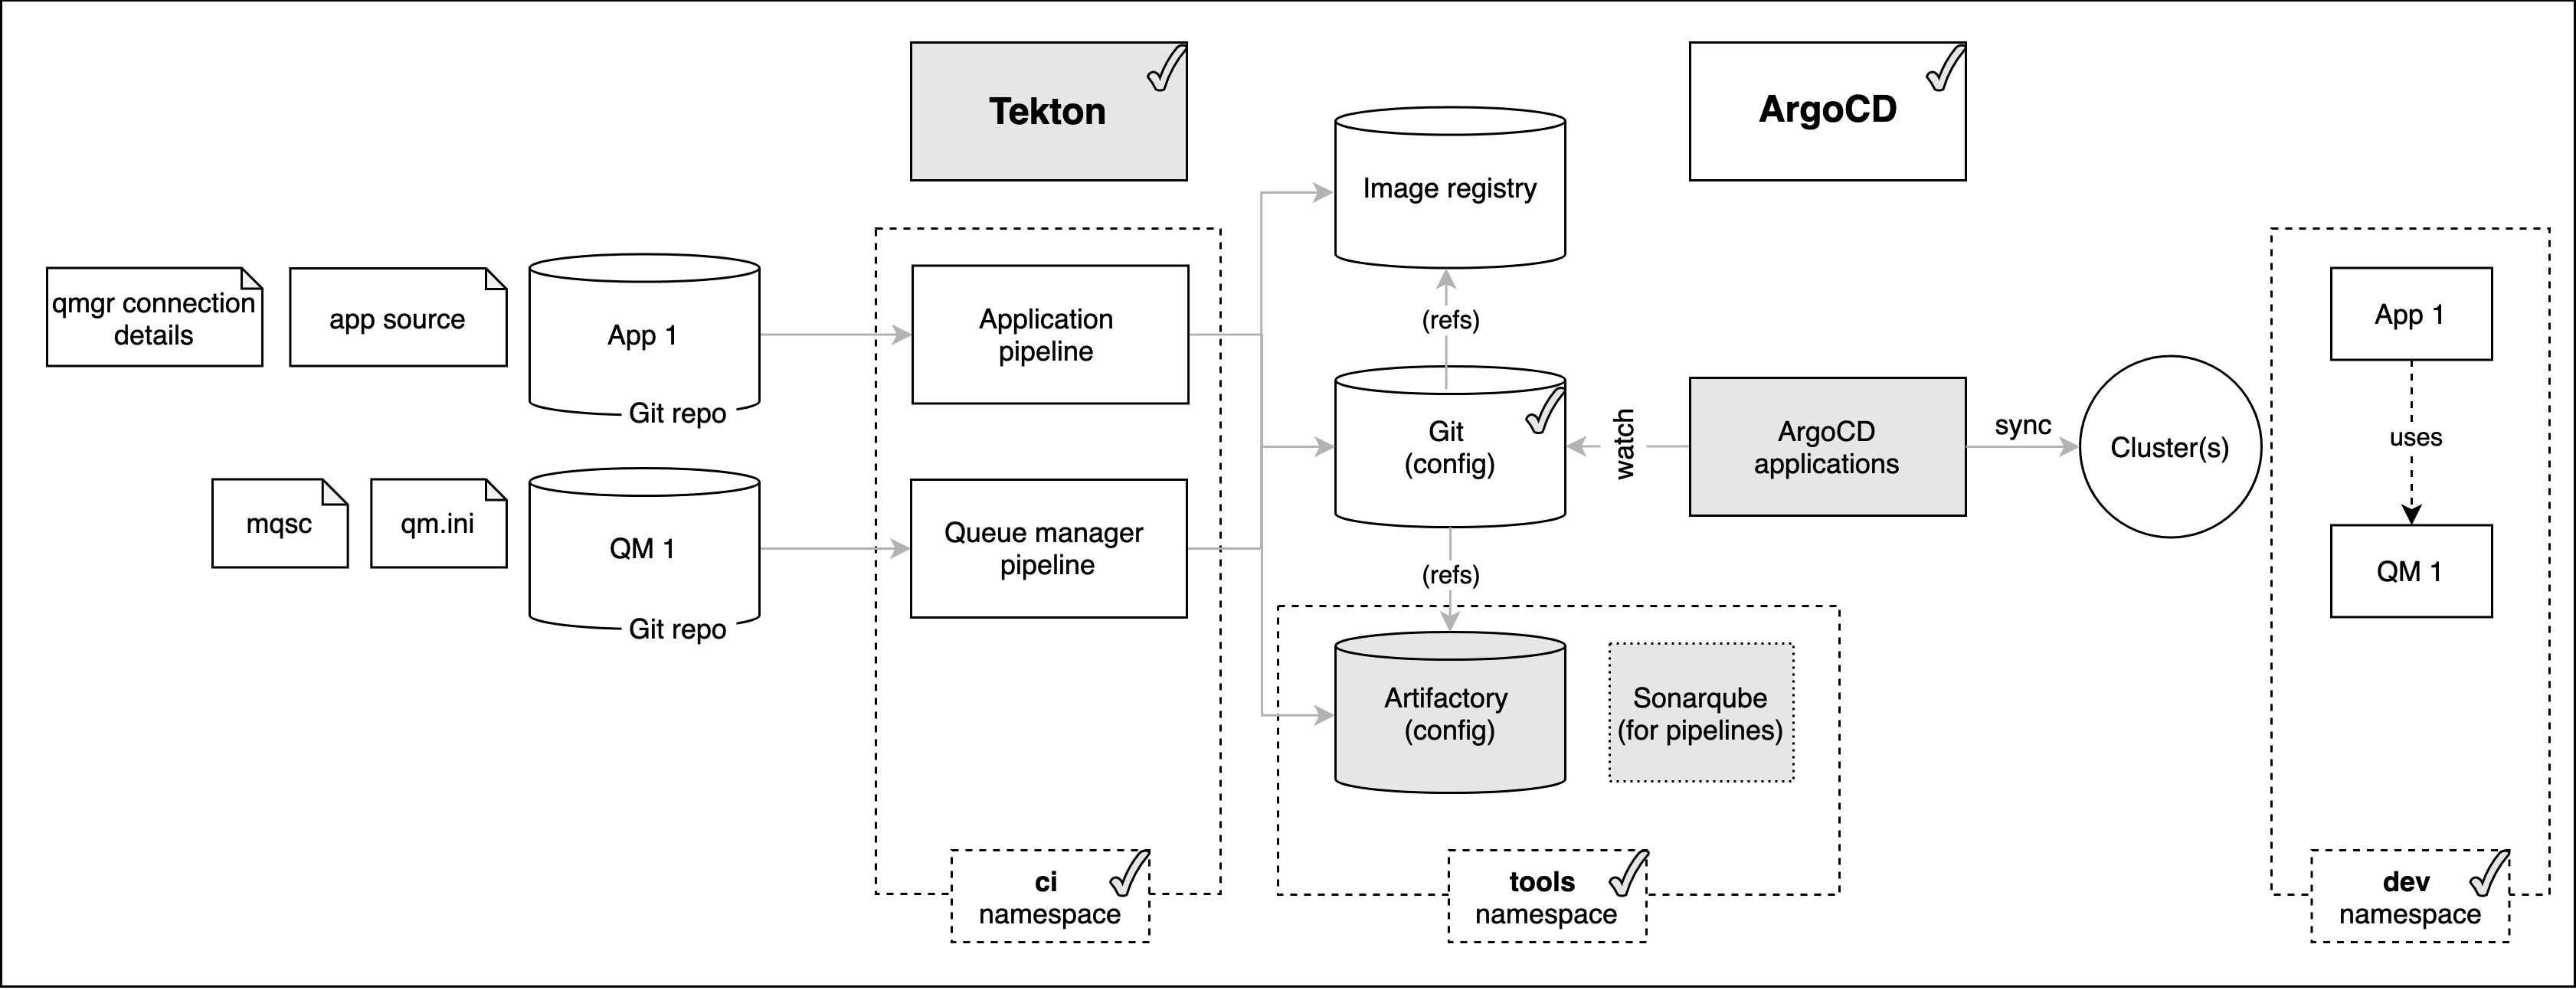 Tekton
ArgoCD
Image registry
qmgr connection
details
app source
App 1
Git repo
Application
pipeline
(refs)
Git
(config)
watch
ArgoCD
applications
sync
Cluster(s)
App 1
uses
QM 1
mqsc
qm.ini
QM 1
Git repo
Queue manager
pipeline
(refs)
Artifactory
(config)
Sonarqube
(for pipelines)
ci
namespace
tools
namespace
dev
namespace